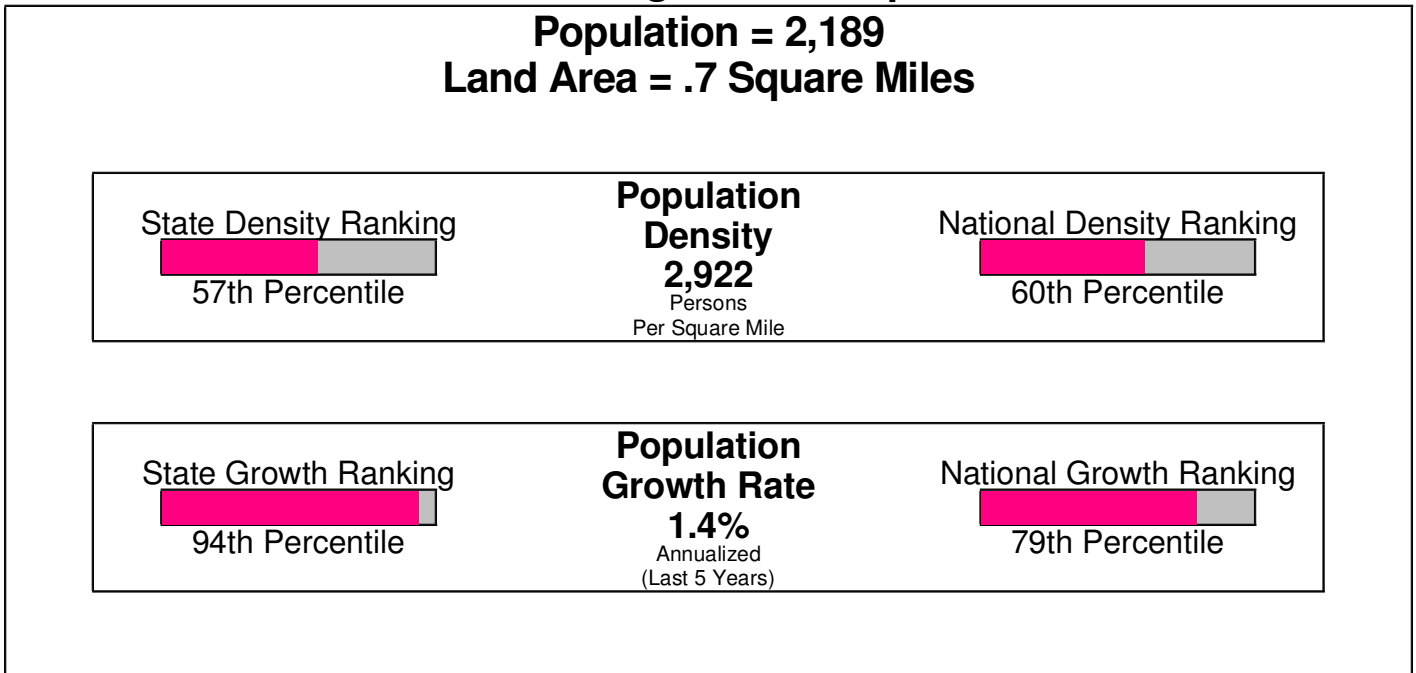 Population = 2,189
Land Area = .7 Square Miles
State Density Ranking
57th Percentile
Population
Density
2,922
Persons
Per Square Mile
National Density Ranking
60th Percentile
State Growth Ranking
94th Percentile
Population
Growth Rate
1.4%
Annualized
(Last 5 Years)
National Growth Ranking
79th Percentile